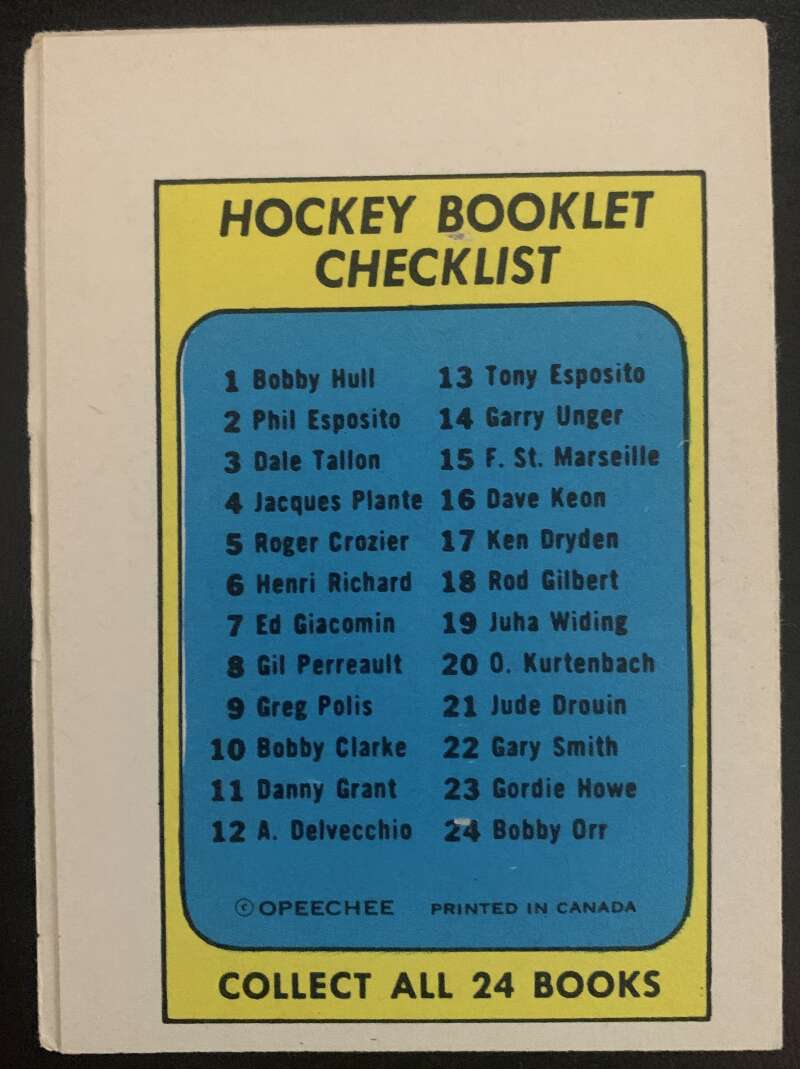 HOCKEY BOOKLET
CHECKLIST
1 Bobby Hull
2 Phil Esposito
3 Dale Tallon
4 Jacques Plante
5 Roger Crozier
6 Henri Richard
7 Ed Giacomin
8 Gil Perreault
9 Greg Polis
10 Bobby Clarke
11 Danny Grant
12 A. Delvecchio
13 Tony Esposito
14 Garry Unger
15 F. St. Marseille
16 Dave Keon
17 Ken Dryden
18 Rod Gilbert
19 Juha Widing
20 O. Kurtenbach
21 Jude Drouin
22 Gary Smith
23 Gordie Howe
24 Bobby Orr
© OPEECHEE PRINTED IN CANADA
COLLECT ALL 24 BOOKS